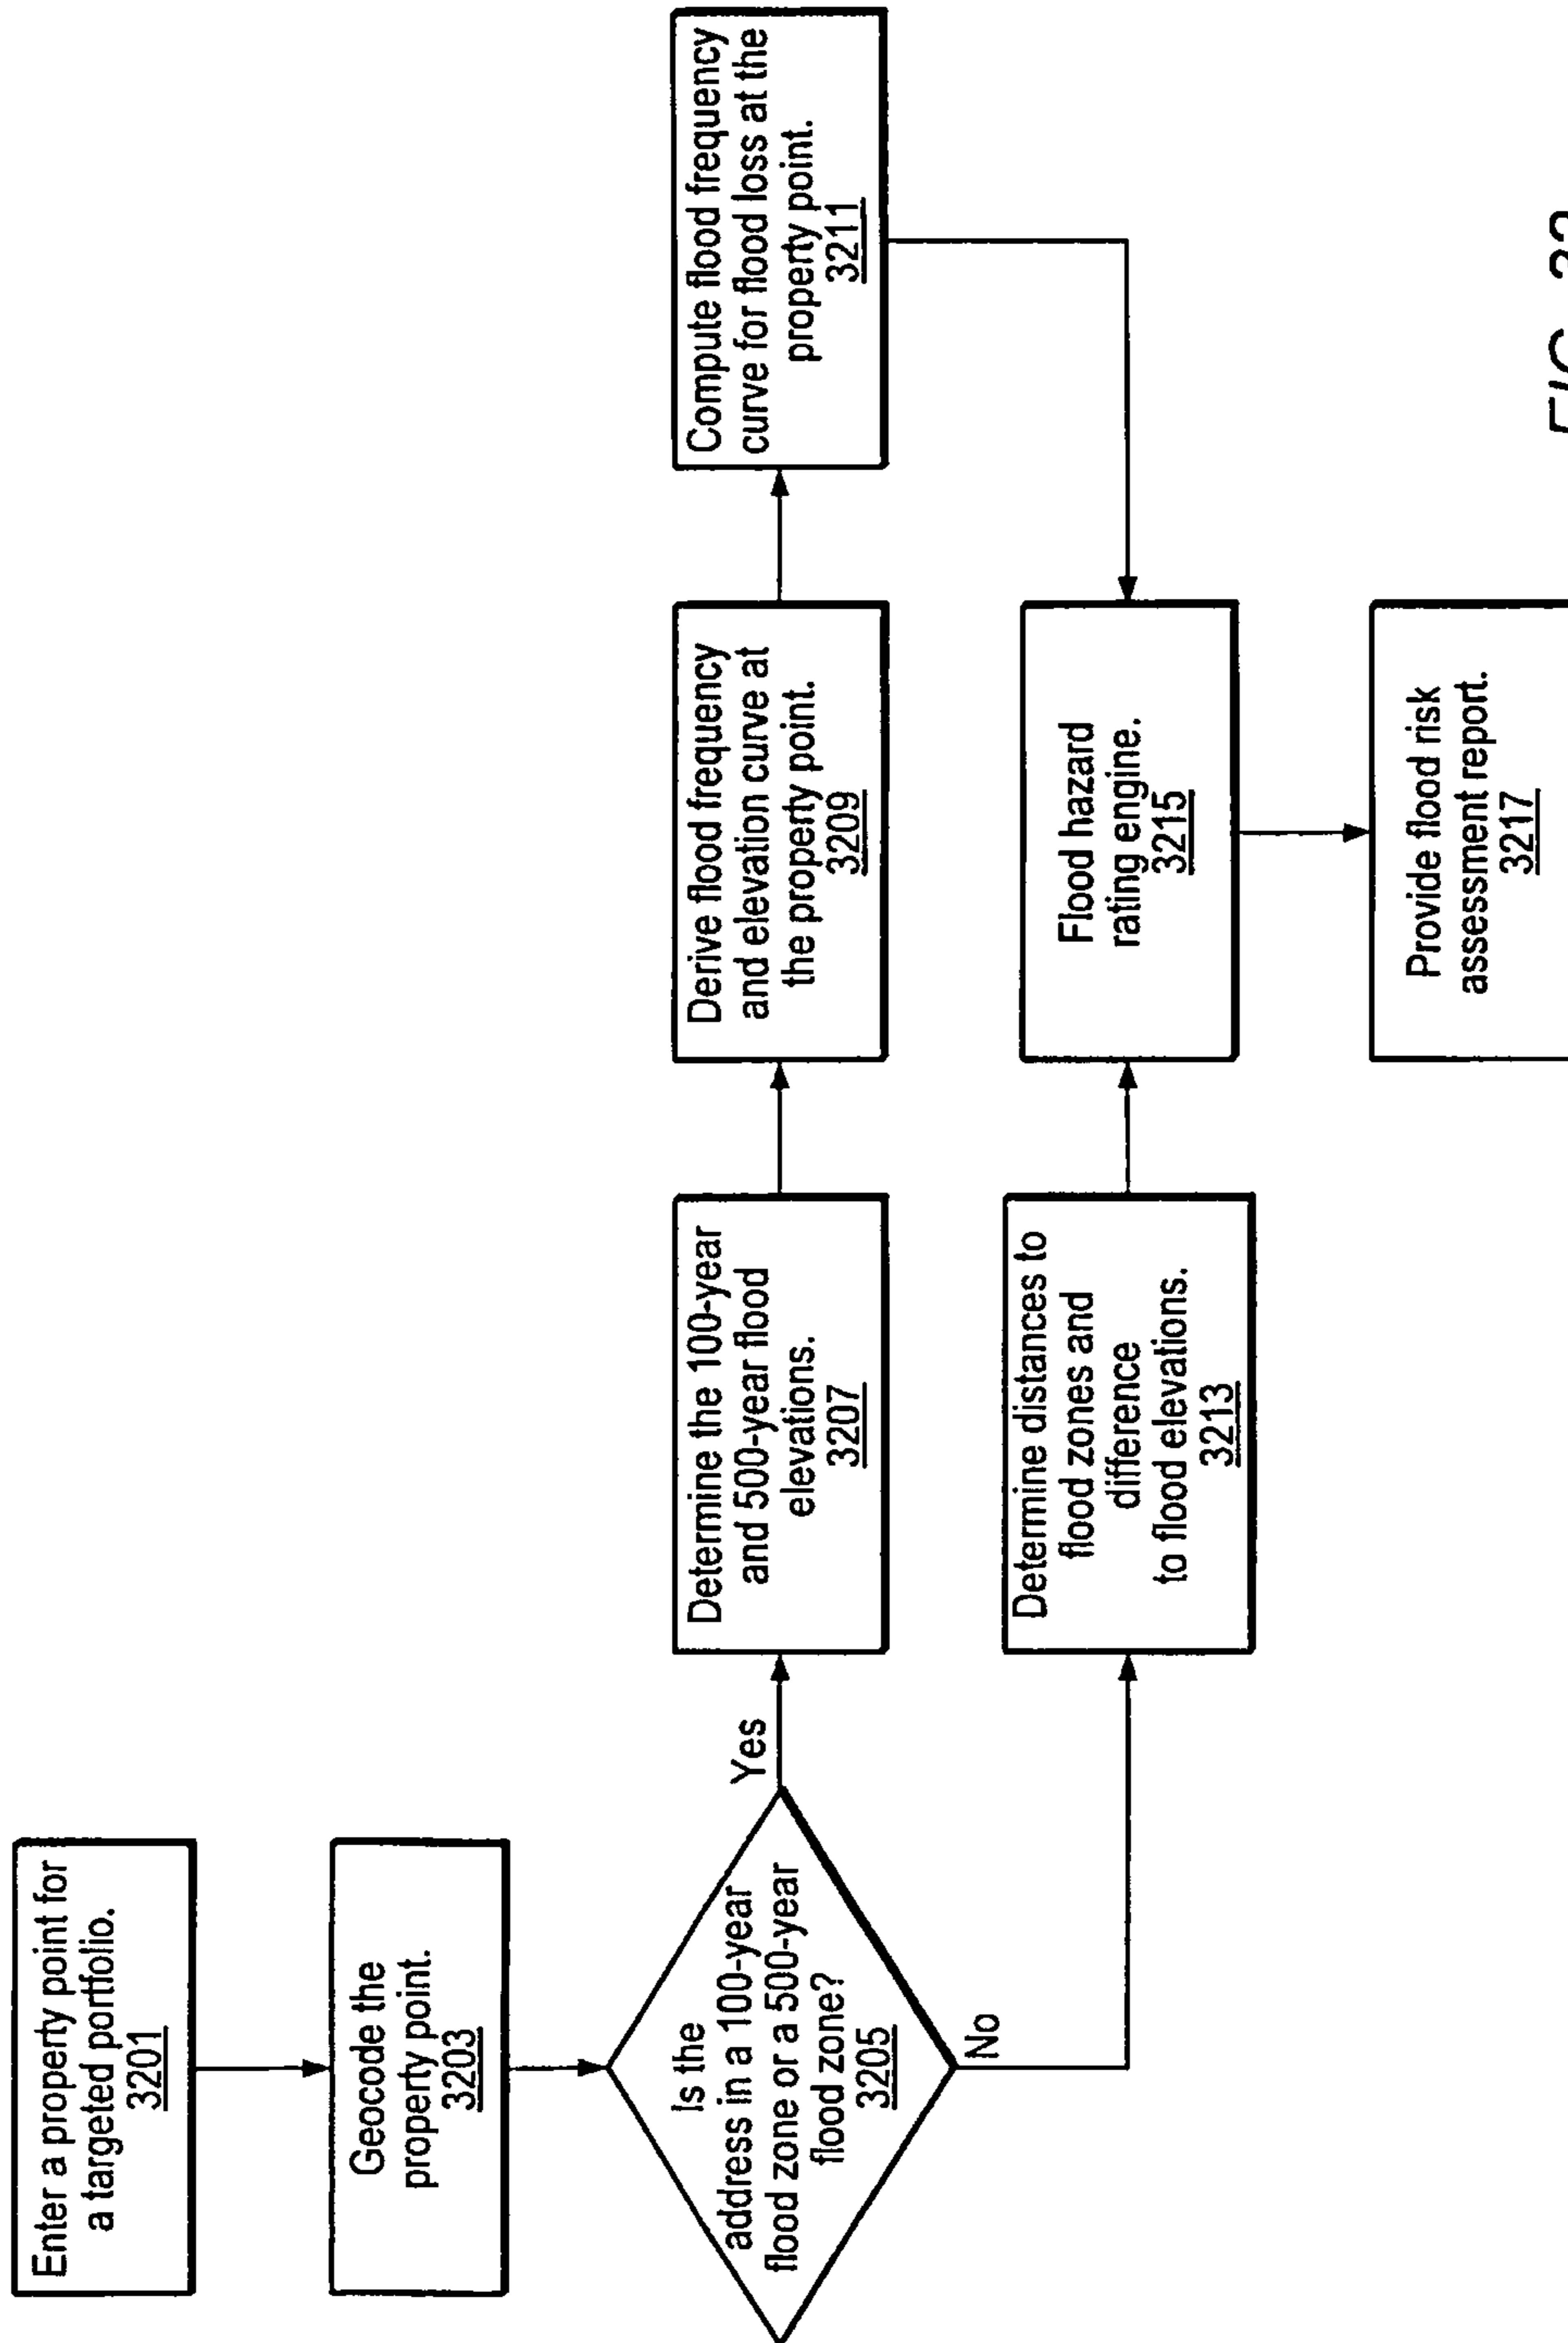 Enter a property point for
a targeted portfolio.
3201
Geocode the
property point.
3203
Is the
address in a 100-year
flood zone or a 500-year
flood zone?
3205
Yes
No
Determine the 100-year
and 500-year flood
elevations.
3207
Derive flood frequency
and elevation curve at
the property point.
3209
Compute flood frequency
curve for flood loss at the
property point.
3211
Determine distances to
flood zones and
difference
to flood elevations.
3213
Flood hazard
rating engine.
3215
Provide flood risk
assessment report.
3217
FIG.